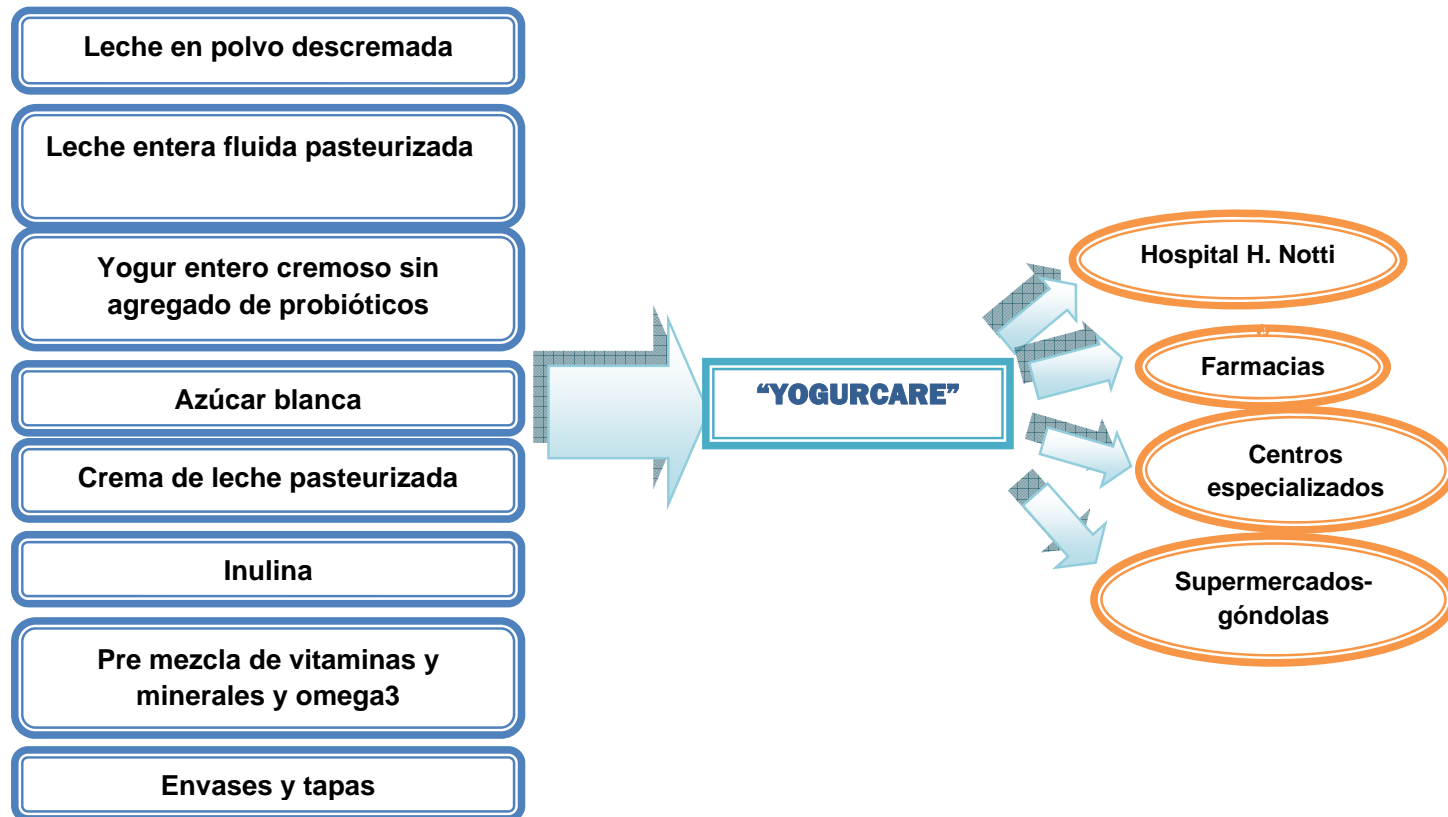 Leche en polvo descremada
Leche entera fluida pasteurizada
Yogur entero cremoso sin
agregado de probióticos
Azúcar blanca
Crema de leche pasteurizada
Inulina
Pre mezcla de vitaminas y
minerales y omega3
Envases y tapas
“YOGURCARE”
Hospital H. Notti
Farmacias
Centros
especializados
Supermercados-
góndolas